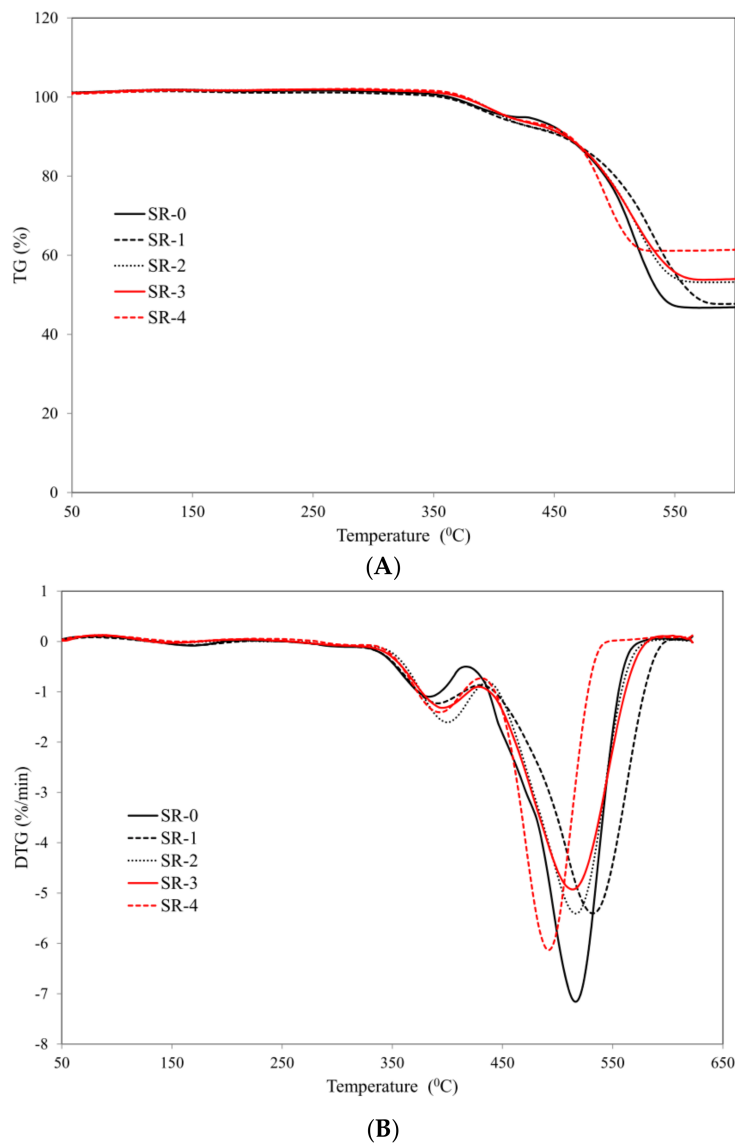 120
100
80
60
40
20
0
TG (%)
SR-0
SR-1
SR-2
SR-3
SR-4
50
150
250
350
450
550
Temperature (⁰C)
(A)
1
0
-1
-2
-3
-4
-5
-6
-7
-8
DTG (%/min)
SR-0
SR-1
SR-2
SR-3
SR-4
50
150
250
350
450
550
650
Temperature (⁰C)
(B)